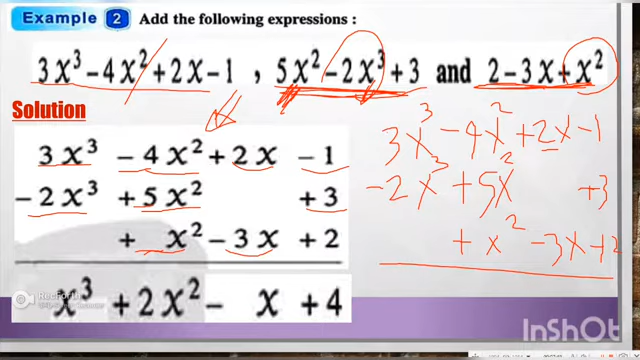 Example 2 Add the following expressions :
3x³ − 4x² + 2x − 1 , 5x² − 2x³ + 3 and 2 − 3x + x²
Solution
3x³ − 4x² + 2x − 1
− 2x³ + 5x² + 3
+ x² − 3x + 2
x³ + 2x² − x + 4
3x³ − 4x² + 2x − 1
− 2x³ + 5x² + 3
+ x² − 3x + 2
InShOt